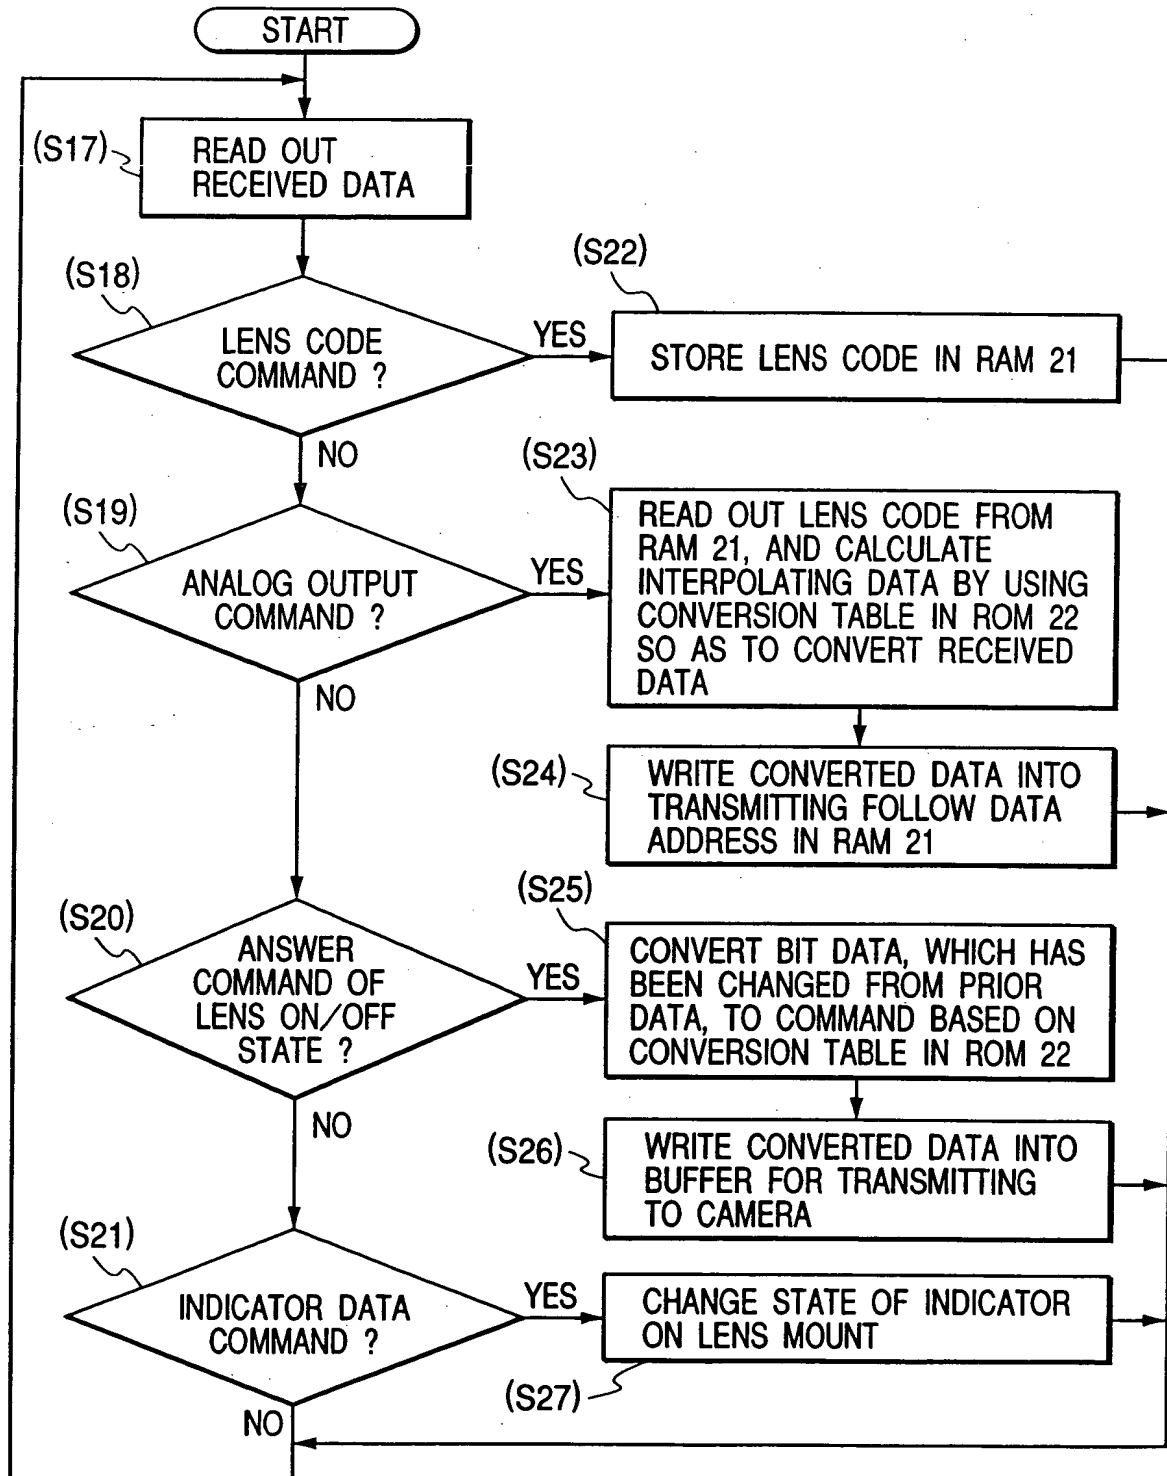 START
(S17)
READ OUT
RECEIVED DATA
(S18)
LENS CODE
COMMAND ?
YES
NO
(S22)
STORE LENS CODE IN RAM 21
(S19)
ANALOG OUTPUT
COMMAND ?
YES
NO
(S23)
READ OUT LENS CODE FROM
RAM 21, AND CALCULATE
INTERPOLATING DATA BY USING
CONVERSION TABLE IN ROM 22
SO AS TO CONVERT RECEIVED
DATA
(S24)
WRITE CONVERTED DATA INTO
TRANSMITTING FOLLOW DATA
ADDRESS IN RAM 21
(S20)
ANSWER
COMMAND OF
LENS ON/OFF
STATE ?
YES
NO
(S25)
CONVERT BIT DATA, WHICH HAS
BEEN CHANGED FROM PRIOR
DATA, TO COMMAND BASED ON
CONVERSION TABLE IN ROM 22
(S26)
WRITE CONVERTED DATA INTO
BUFFER FOR TRANSMITTING
TO CAMERA
(S21)
INDICATOR DATA
COMMAND ?
YES
NO
CHANGE STATE OF INDICATOR
ON LENS MOUNT
(S27)